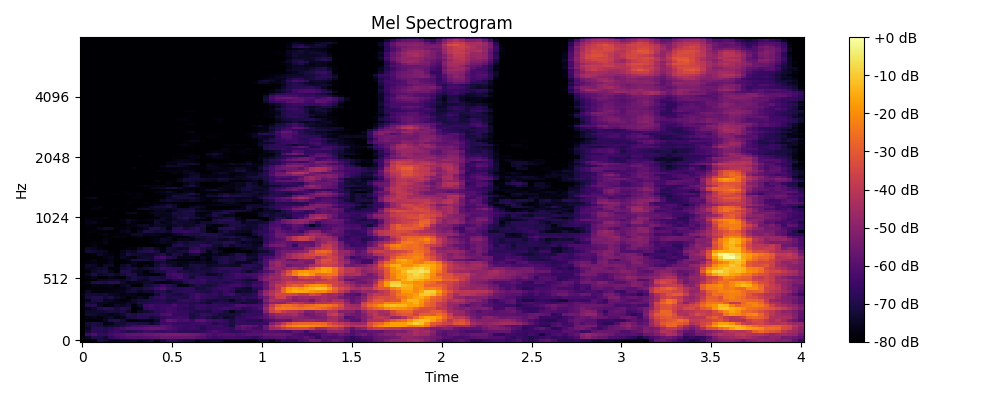 Mel Spectrogram
Hz
4096
2048
1024
512
0
0
0.5
1
1.5
2
2.5
3
3.5
4
Time
+0 dB
-10 dB
-20 dB
-30 dB
-40 dB
-50 dB
-60 dB
-70 dB
-80 dB